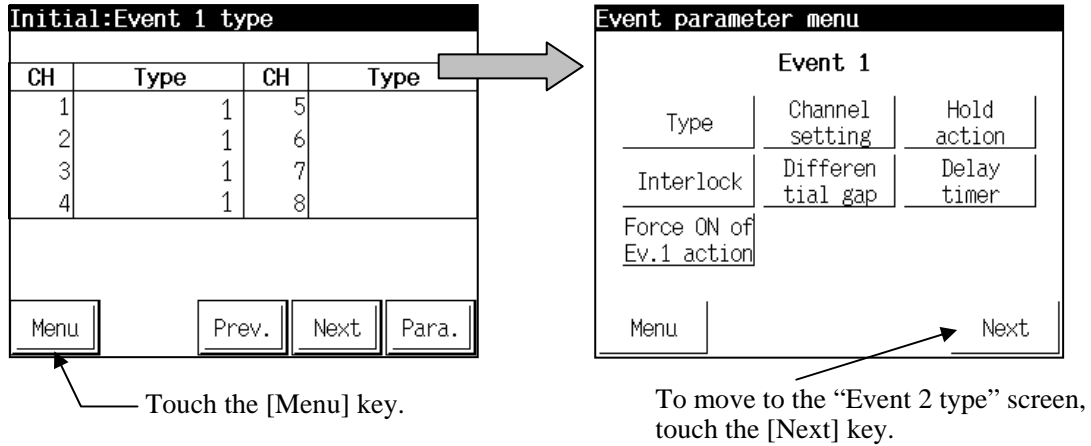 Initial:Event 1 type
CH Type CH Type
1 1 5
2 1 6
3 1 7
4 1 8
Menu Prev. Next Para.
Touch the [Menu] key.
Event parameter menu
Event 1
Type Channel setting Hold action
Interlock Differen tial gap Delay timer
Force ON of
Ev.1 action
Menu Next
To move to the “Event 2 type” screen,
touch the [Next] key.